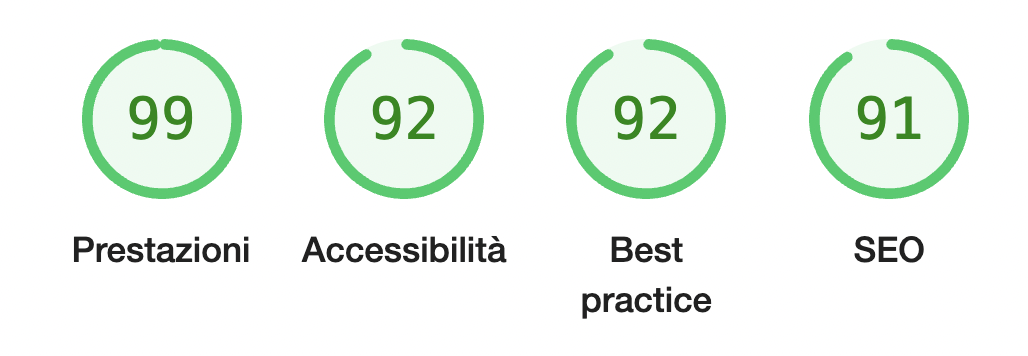 99
92
92
91
Prestazioni
Accessibilità
Best
practice
SEO